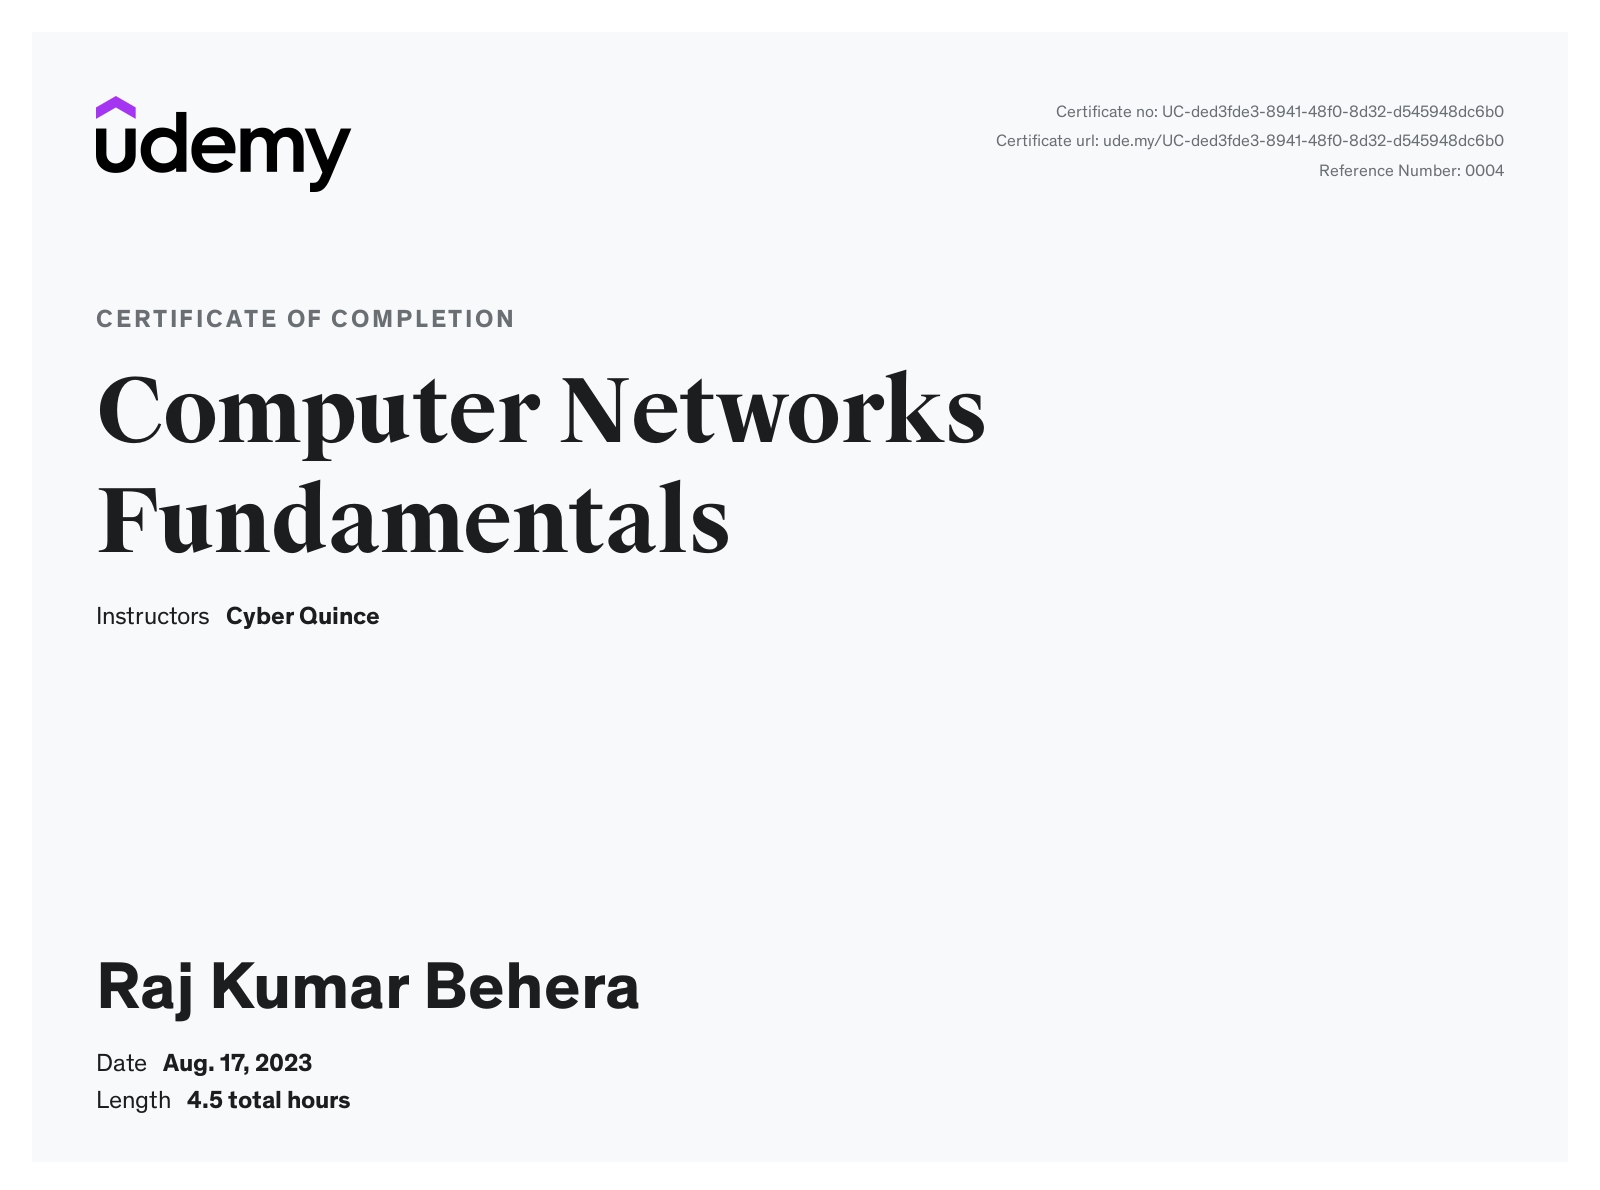 udemy
Certificate no: UC-ded3fde3-8941-48f0-8d32-d545948dc6b0
Certificate url: ude.my/UC-ded3fde3-8941-48f0-8d32-d545948dc6b0
Reference Number: 0004
CERTIFICATE OF COMPLETION
Computer Networks
Fundamentals
Instructors Cyber Quince
Raj Kumar Behera
Date Aug. 17, 2023
Length 4.5 total hours